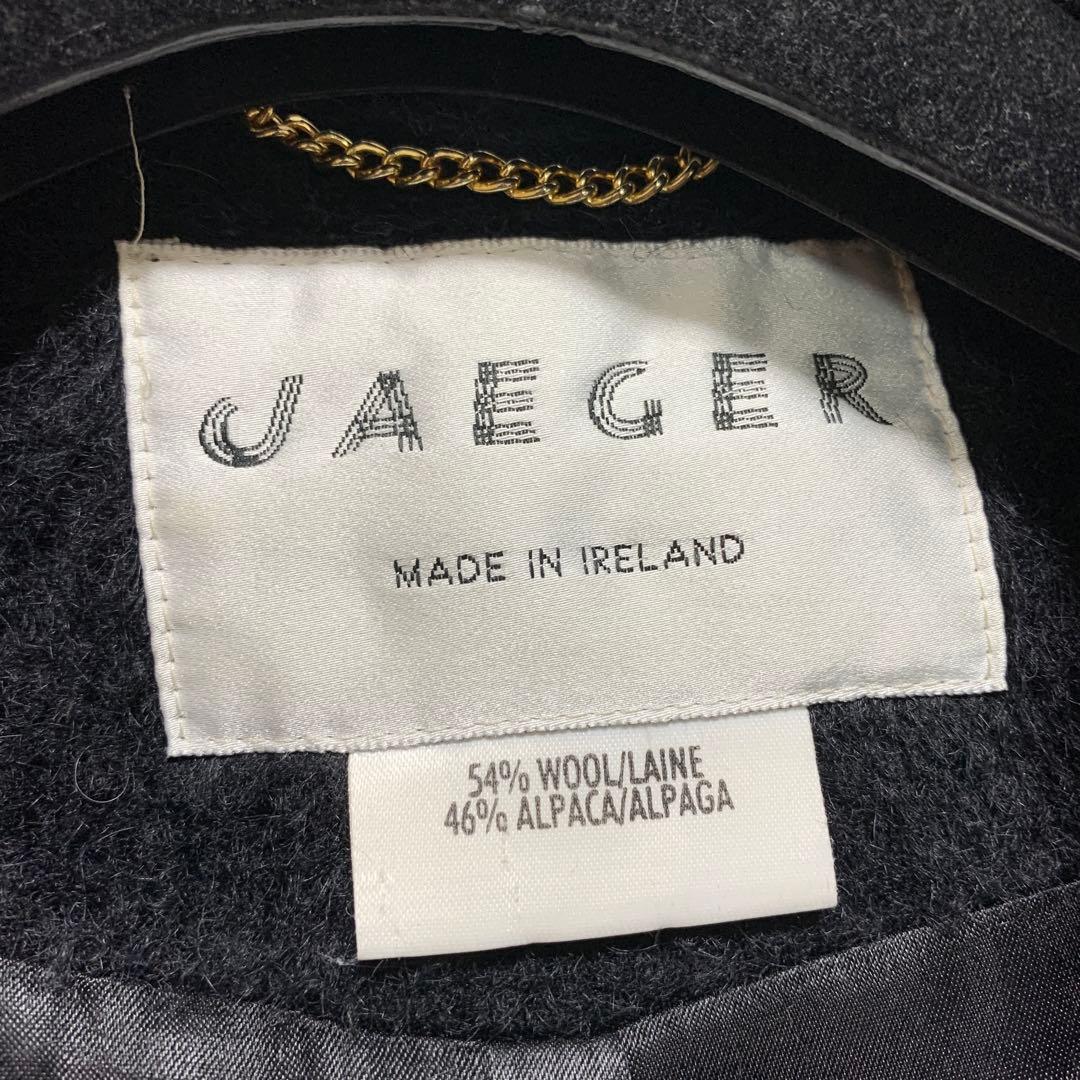 JAEGER
MADE IN IRELAND
54% WOOL/LAINE
46% ALPACA/ALPAGA